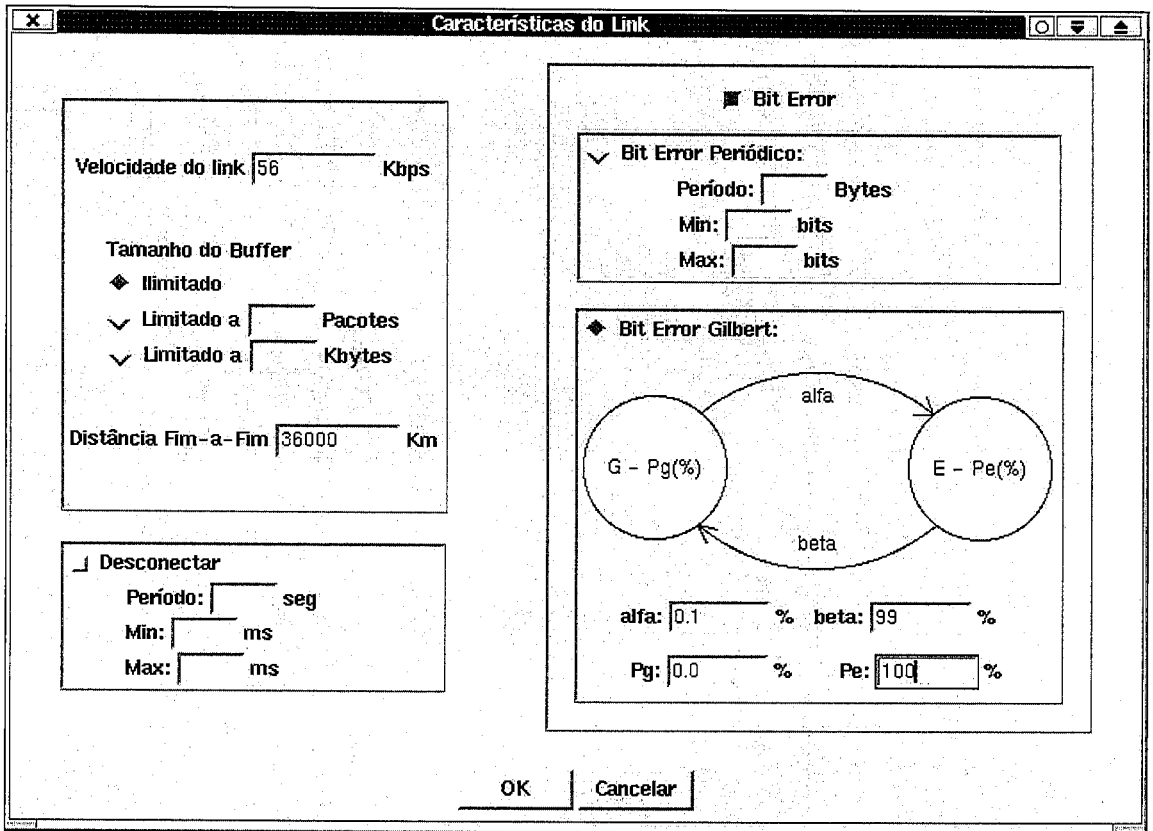 Características do Link
Velocidade do link 56 Kbps
Tamanho do Buffer
Ilimitado
Limitado a Pacotes
Limitado a Kbytes
Distância Fim-a-Fim 36000 Km
Desconectar
Período: seg
Min: ms
Max: ms
Bit Error
Bit Error Periódico:
Período: Bytes
Min: bits
Max: bits
Bit Error Gilbert:
alfa
G - Pg(%)
E - Pe(%)
beta
alfa: 0.1 % beta: 99 %
Pg: 0.0 % Pe: 100 %
OK Cancelar